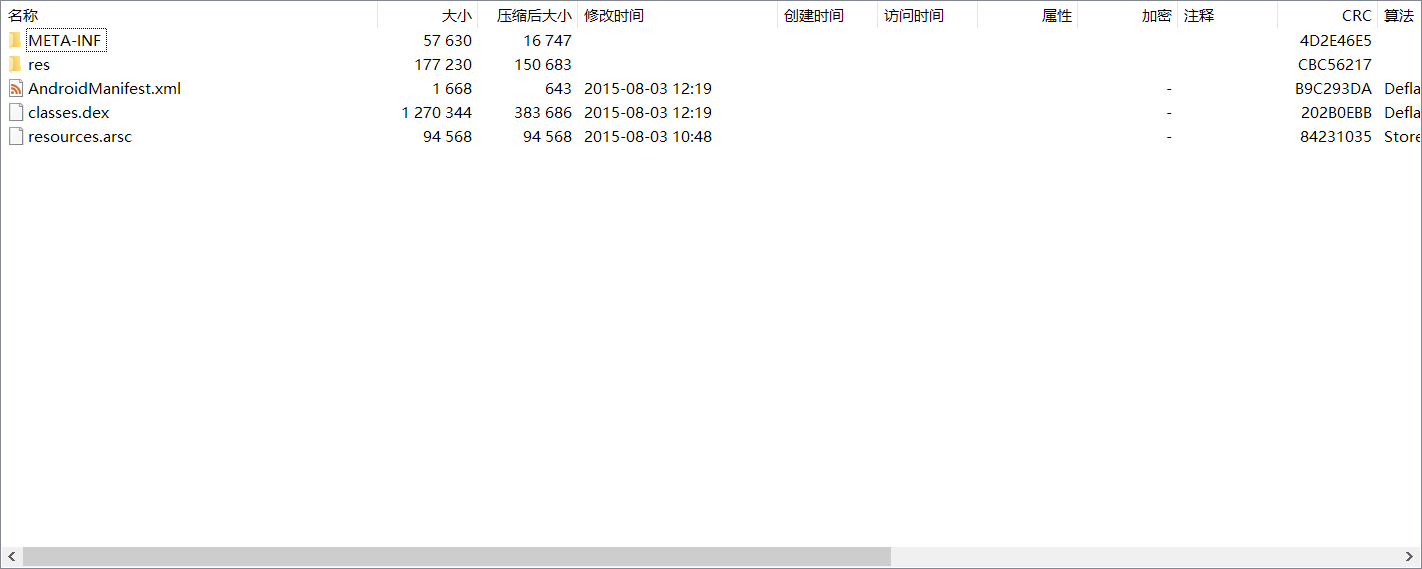 名称 大小 压缩后大小 修改时间 创建时间 访问时间 属性 加密 注释 CRC 算法
META-INF 57 630 16 747 4D2E46E5
res 177 230 150 683 CBC56217
AndroidManifest.xml 1 668 643 2015-08-03 12:19 - B9C293DA Defla
classes.dex 1 270 344 383 686 2015-08-03 12:19 - 202B0EBB Defla
resources.arsc 94 568 94 568 2015-08-03 10:48 - 84231035 Store